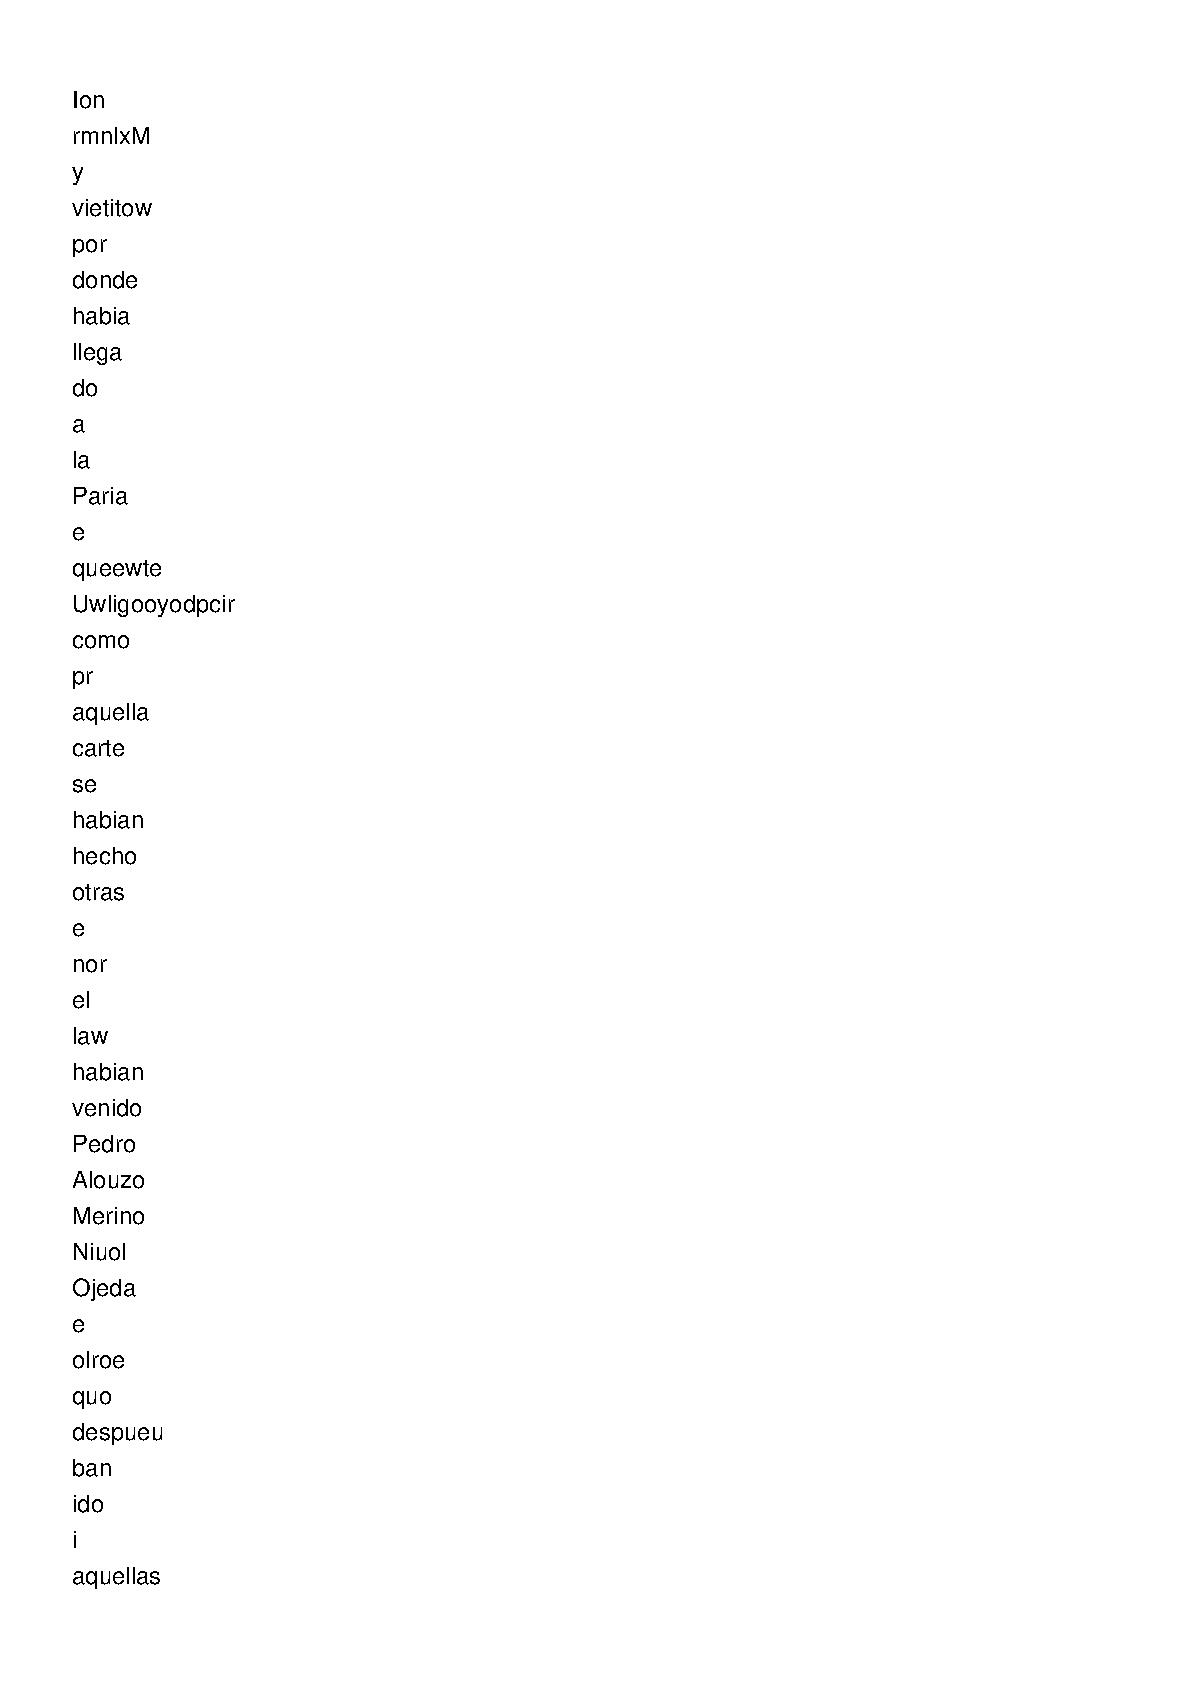 Ion
rmnlxM
y
vietitow
por
donde
habia
llega
do
a
la
Paria
e
queewte
Uwligooyodpcir
como
pr
aquella
carte
se
habian
hecho
otras
e
nor
el
law
habian
venido
Pedro
Alouzo
Merino
Niuol
Ojeda
e
olroe
quo
despueu
ban
ido
i
aquellas